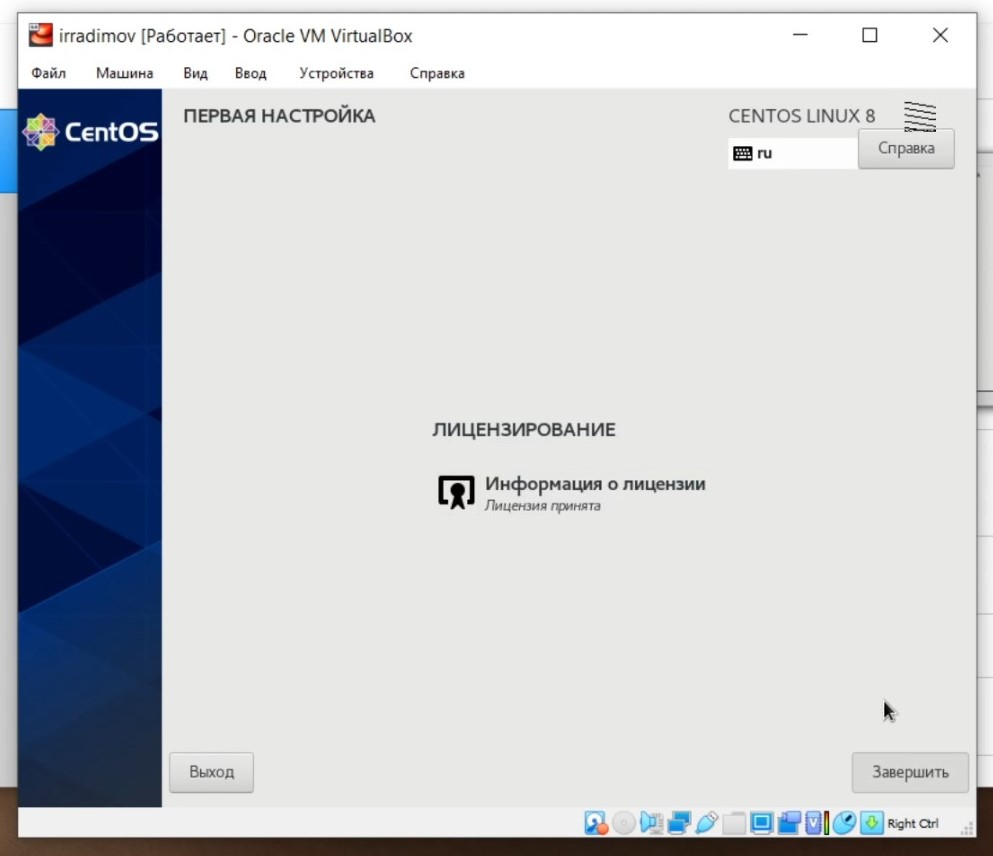 irradimov [Работает] - Oracle VM VirtualBox
Файл Машина Вид Ввод Устройства Справка
CentOS
ПЕРВАЯ НАСТРОЙКА
CENTOS LINUX 8
ru
Справка
ЛИЦЕНЗИРОВАНИЕ
Информация о лицензии
Лицензия принята
Выход
Завершить
Right Ctrl